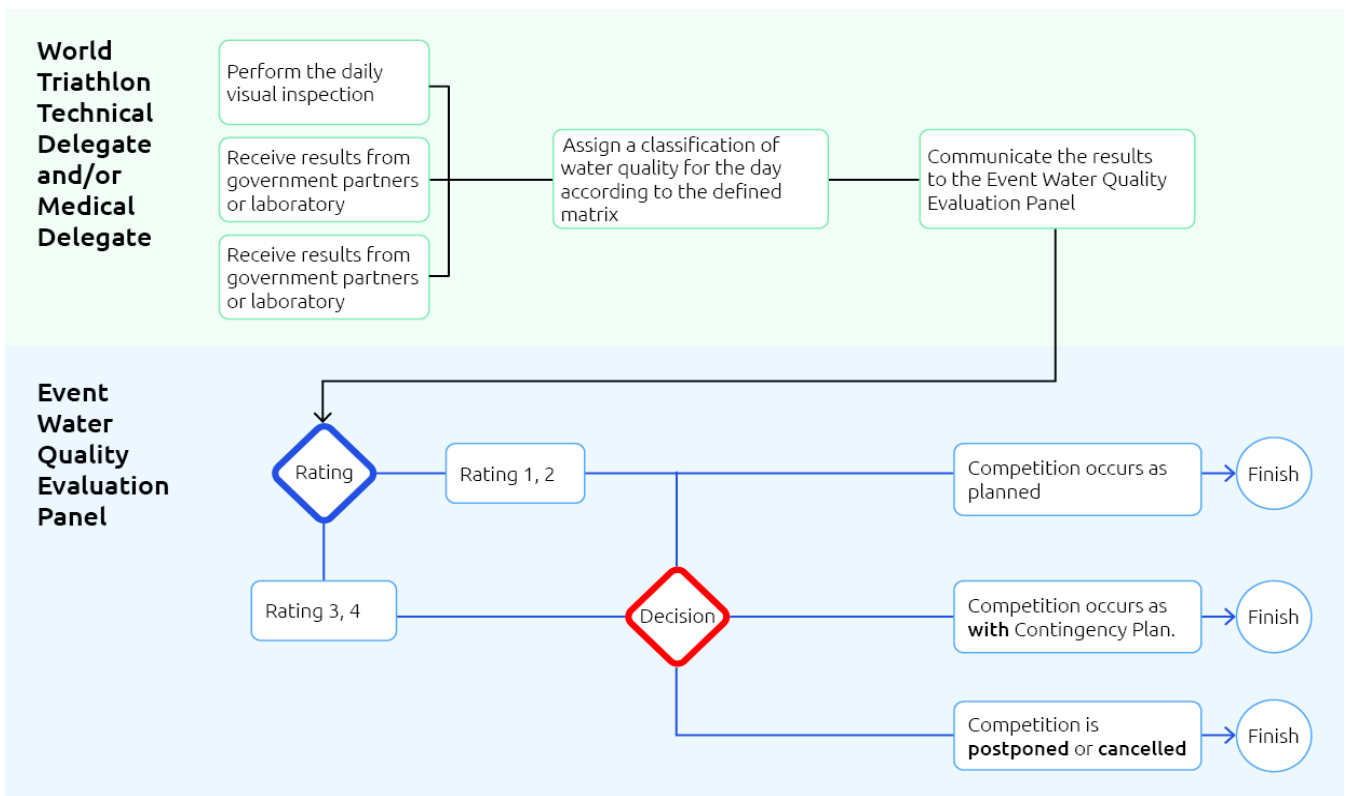 World
Triathlon
Technical
Delegate
and/or
Medical
Delegate
Perform the daily
visual inspection
Receive results from
government partners
or laboratory
Receive results from
government partners
or laboratory
Assign a classification of
water quality for the day
according to the defined
matrix
Communicate the results
to the Event Water Quality
Evaluation Panel
Event
Water
Quality
Evaluation
Panel
Rating
Rating 1, 2
Competition occurs as
planned
Finish
Rating 3, 4
Decision
Competition occurs as
with Contingency Plan.
Finish
Competition is
postponed or cancelled
Finish